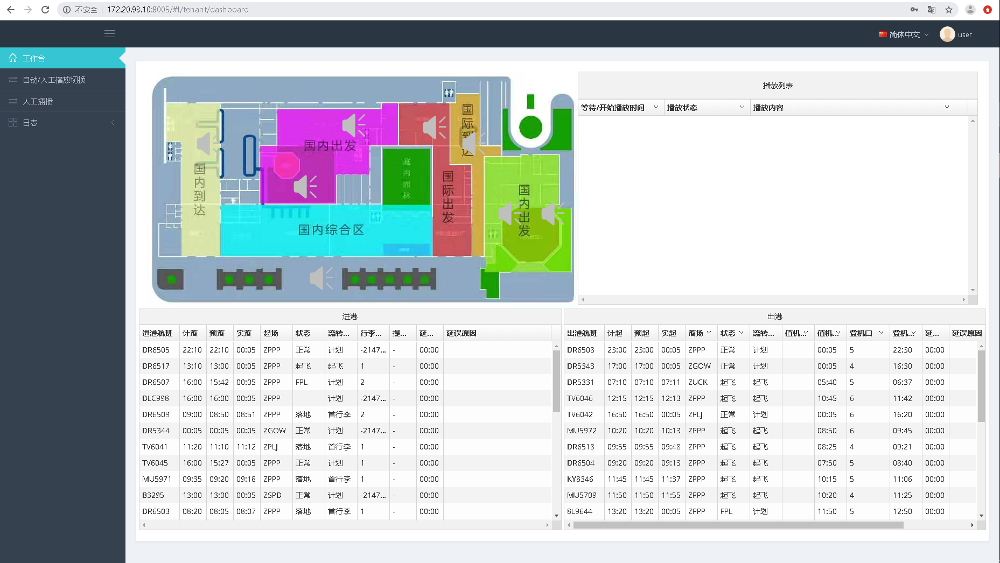 不安全 172.20.93.10:8005/#!/tenant/dashboard
简体中文 user
工作台
自动/人工播放切换
人工插播
日志
国内到达
国内出发
国际到达
庭内园林
国际出发
国内出发
国内综合区
播放列表
等待/开始播放时间 播放状态 播放内容
进港
进港航班 计落 预落 实落 起场 状态 流转... 行李... 提... 延... 延误原因
DR6505 22:10 22:10 00:05 ZPPP 正常 计划 -2147... - 00:00
DR6517 13:10 13:00 00:05 ZPPP 起飞 起飞 1 - 00:00
DR6507 16:00 15:42 00:05 ZPPP FPL 计划 2 - 00:00
DLC998 16:00 16:00 00:05 ZPPP 计划 -2147... - 00:00
DR6509 09:00 08:50 08:51 ZPPP 落地 首行李 2 - 00:00
DR5344 00:05 00:05 00:05 ZGOW 正常 计划 -2147... - 00:00
TV6041 11:20 11:10 11:12 ZPLJ 落地 首行李 1 - 00:00
TV6045 16:00 15:27 00:05 ZPPP 正常 计划 1 - 00:00
MU5971 09:35 09:20 09:18 ZPPP 落地 首行李 1 - 00:00
B3295 13:00 13:00 00:05 ZSPD 正常 计划 -2147... - 00:00
DR6503 08:20 08:05 08:07 ZPPP 落地 首行李 1 - 00:00
出港
出港航班 计起 预起 实起 落场 状态 流转... 值机... 值机... 登机口 登机... 延... 延误原因
DR6508 23:00 23:00 00:05 ZPPP 正常 计划 00:05 5 22:30 00:00
DR5343 17:00 17:00 00:05 ZGOW 正常 计划 00:05 4 16:30 00:00
DR5331 07:10 07:10 07:11 ZUCK 起飞 起飞 05:40 5 06:37 00:00
TV6046 12:15 12:15 12:13 ZPPP 起飞 起飞 10:45 6 11:42 00:00
TV6042 16:50 16:50 00:05 ZPLJ 正常 计划 00:05 6 16:20 00:00
MU5972 10:20 10:20 10:13 ZPPP 起飞 起飞 08:50 6 09:45 00:00
DR6518 09:55 09:55 09:48 ZPPP 起飞 起飞 08:25 4 09:21 00:00
DR6504 09:20 09:20 09:13 ZPPP 起飞 起飞 07:50 5 08:40 00:00
KY8346 11:45 11:45 11:37 ZPPP 起飞 起飞 10:15 5 11:06 00:00
MU5709 11:50 11:50 11:55 ZPPP 起飞 起飞 10:20 4 11:25 00:00
8L9644 13:20 13:20 00:05 ZPPP FPL 计划 11:50 5 12:50 00:00